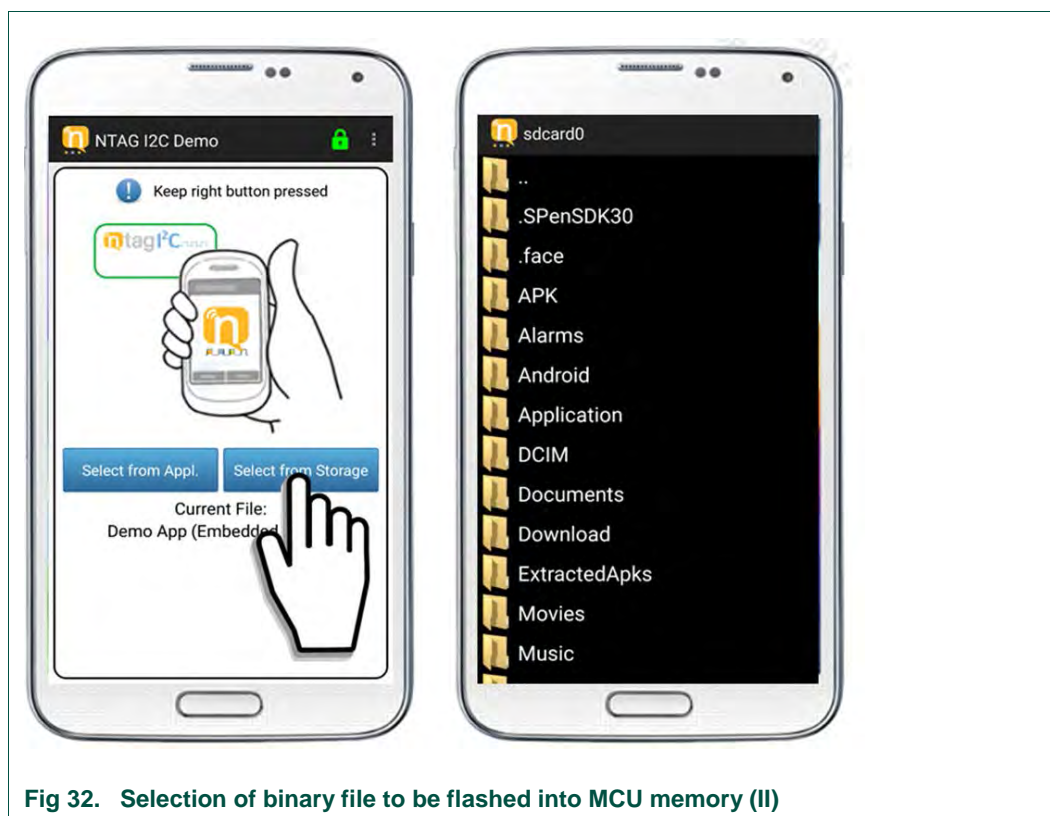 NTAG I2C Demo
Keep right button pressed
ntag I²C
Select from Appl.
Select from Storage
Current File:
Demo App (Embedded
sdcard0
..
.SPenSDK30
.face
APK
Alarms
Android
Application
DCIM
Documents
Download
ExtractedApks
Movies
Music
Fig 32. Selection of binary file to be flashed into MCU memory (II)